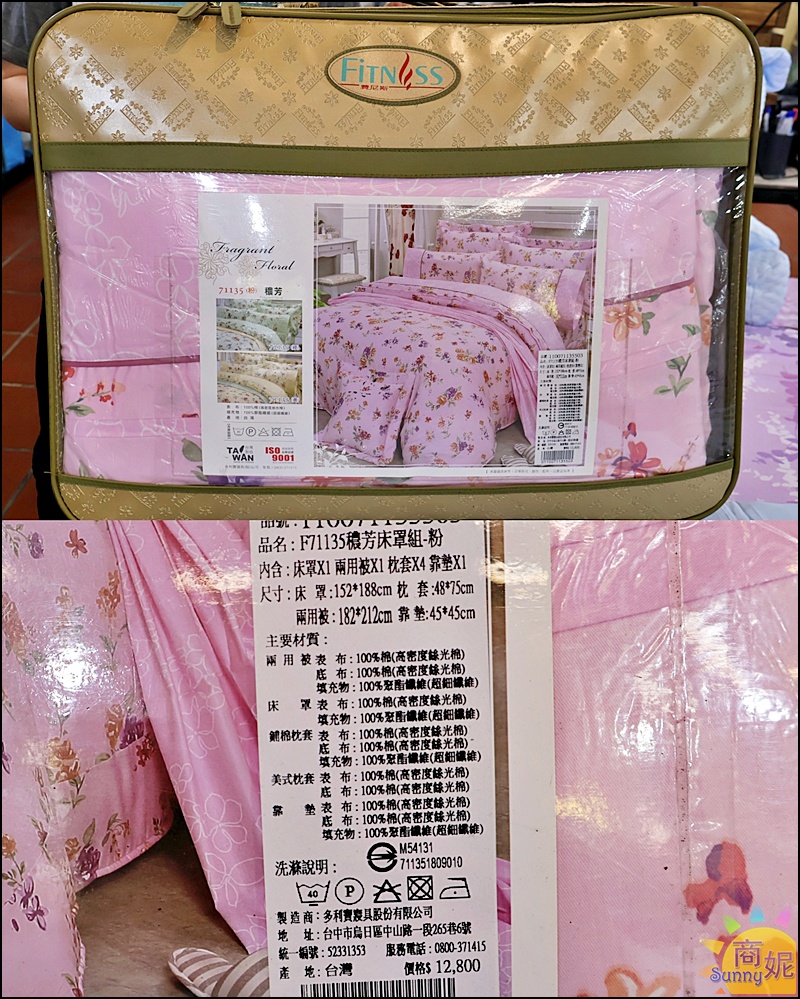 FiTNESS
賽尼斯
Fragrant
Floral
71135(粉) 穠芳
TAIWAN
ISO
9001
110071135503
品號:110071135503
品名:F71135穠芳床罩組-粉
內含:床罩X1 兩用被X1 枕套X4 靠墊X1
尺寸:床 罩:152*188cm 枕 套:48*75cm
兩用被:182*212cm 靠 墊:45*45cm
主要材質:
兩用被表 布:100%棉(高密度絲光棉)
底 布:100%棉(高密度絲光棉)
填充物:100%聚酯纖維(超細纖維)
床 罩表 布:100%棉(高密度絲光棉)
填充物:100%聚酯纖維(超細纖維)
鋪棉枕套表 布:100%棉(高密度絲光棉)
底 布:100%棉(高密度絲光棉)
填充物:100%聚酯纖維(超細纖維)
美式枕套表 布:100%棉(高密度絲光棉)
底 布:100%棉(高密度絲光棉)
靠 墊表 布:100%棉(高密度絲光棉)
底 布:100%棉(高密度絲光棉)
填充物:100%聚酯纖維(超細纖維)
洗滌說明:
M54131
711351809010
40 P
製造商:多利寶寢具股份有限公司
地 址:台中市烏日區中山路一段265巷6號
統一編號:52331353 服務電話:0800-371415
產 地:台灣 價格$ 12,800
商妮
Sunny